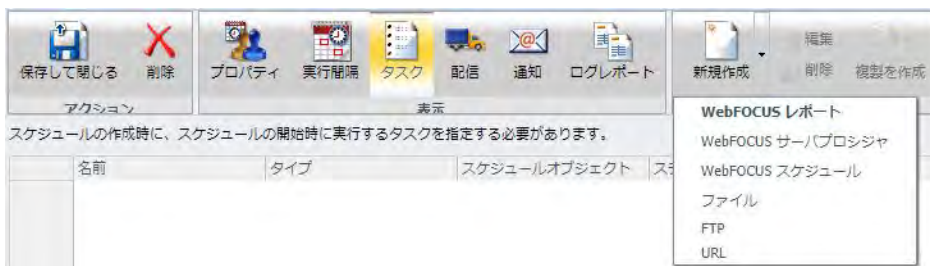 保存して閉じる 削除 プロパティ 実行間隔 タスク 配信 通知 ログレポート 新規作成 編集 削除 複製を作成
アクション 表示
スケジュールの作成時に、スケジュールの開始時に実行するタスクを指定する必要があります。
名前 タイプ スケジュールオブジェクト
WebFOCUS レポート
WebFOCUS サーバプロシジャ
WebFOCUS スケジュール
ファイル
FTP
URL